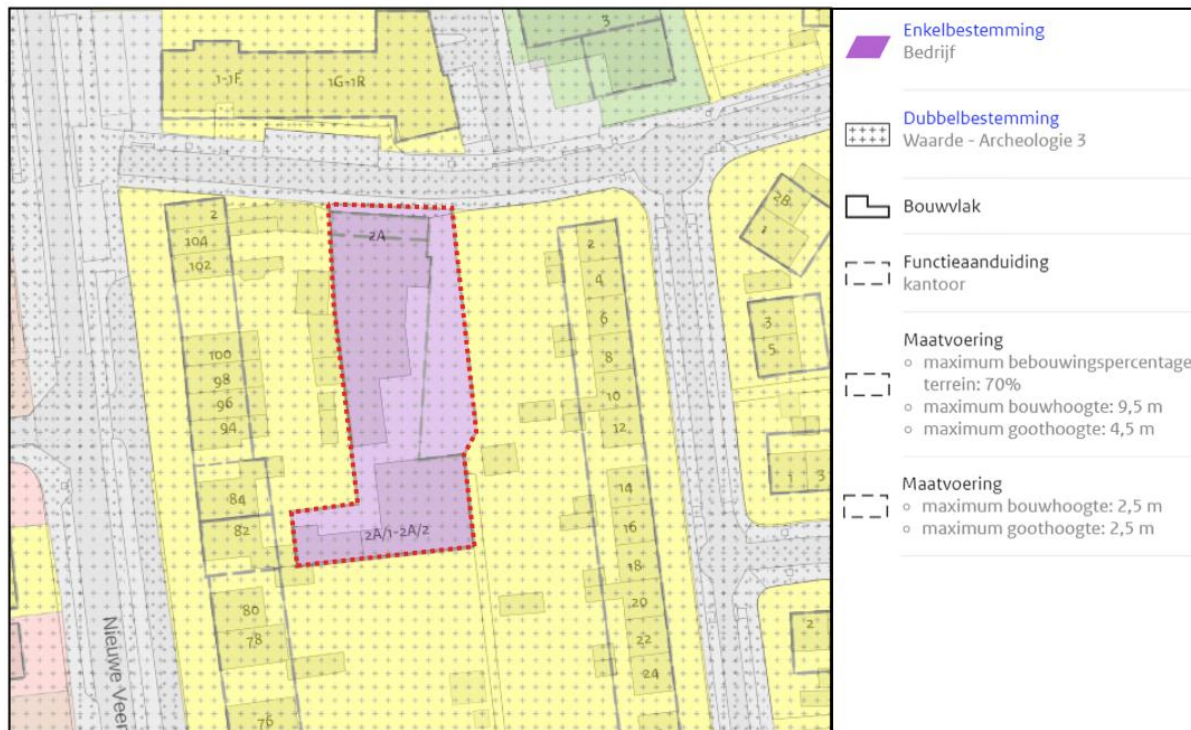 3
1-1F
1G-1R
2
104
102
2A
2B
1
2
4
3
5
6
8
100
98
96
94
10
12
84
82
1
3
14
16
18
2A/1-2A/2
80
78
20
22
24
2
76
Nieuwe Veer
Enkelbestemming
Bedrijf
Dubbelbestemming
Waarde - Archeologie 3
Bouwvlak
Functieaanduiding
kantoor
Maatvoering
maximum bebouwingspercentage
terrein: 70%
maximum bouwhoogte: 9,5 m
maximum goothoogte: 4,5 m
Maatvoering
maximum bouwhoogte: 2,5 m
maximum goothoogte: 2,5 m